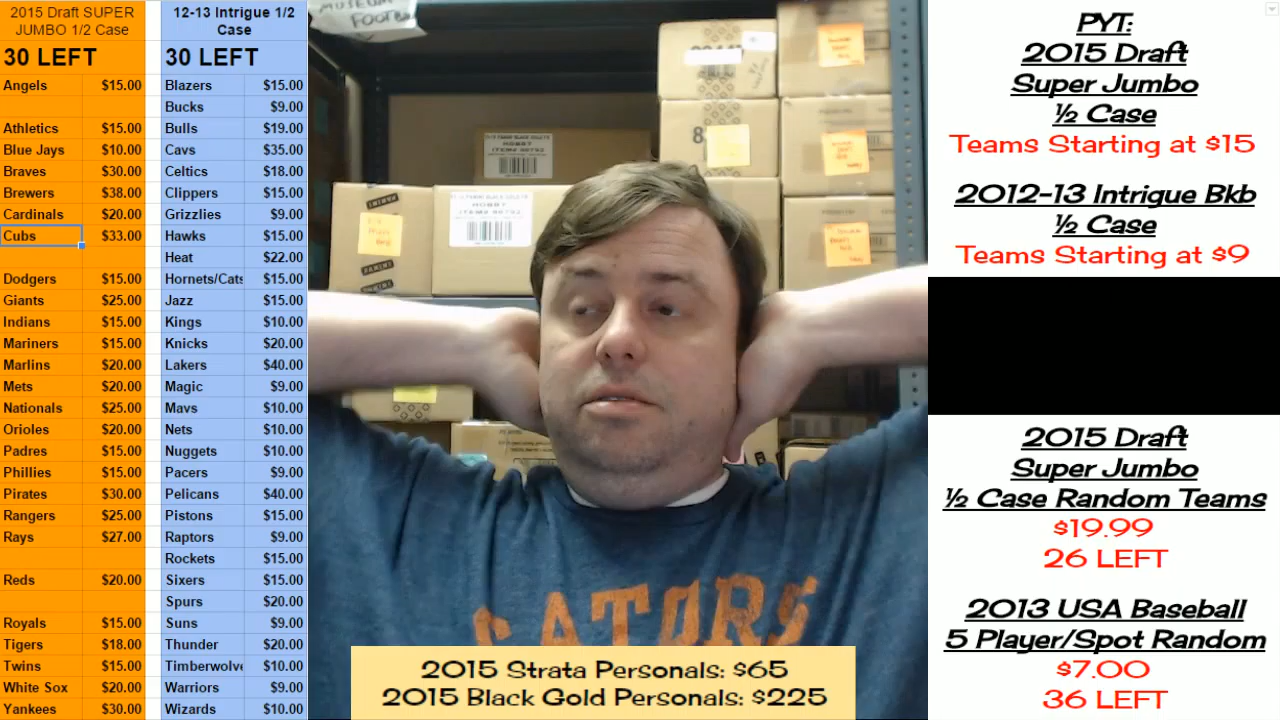 2015 Draft SUPER
JUMBO 1/2 Case
30 LEFT
Angels $15.00
Athletics $15.00
Blue Jays $10.00
Braves $30.00
Brewers $38.00
Cardinals $20.00
Cubs $33.00
Dodgers $15.00
Giants $25.00
Indians $15.00
Mariners $15.00
Marlins $20.00
Mets $20.00
Nationals $25.00
Orioles $20.00
Padres $15.00
Phillies $15.00
Pirates $30.00
Rangers $25.00
Rays $27.00
Reds $20.00
Royals $15.00
Tigers $18.00
Twins $15.00
White Sox $20.00
Yankees $30.00
12-13 Intrigue 1/2
Case
30 LEFT
Blazers $15.00
Bucks $9.00
Bulls $19.00
Cavs $35.00
Celtics $18.00
Clippers $15.00
Grizzlies $9.00
Hawks $15.00
Heat $22.00
Hornets/Cats $15.00
Jazz $15.00
Kings $10.00
Knicks $20.00
Lakers $40.00
Magic $9.00
Mavs $10.00
Nets $10.00
Nuggets $10.00
Pacers $9.00
Pelicans $40.00
Pistons $15.00
Raptors $9.00
Rockets $15.00
Sixers $15.00
Spurs $20.00
Suns $9.00
Thunder $20.00
Timberwolve $10.00
Warriors $9.00
Wizards $10.00
MUSEUM
FOOTBA
HOBBY
HOBBY
PANINI
GATORS
2015 Strata Personals: $65
2015 Black Gold Personals: $225
PYT:
2015 Draft
Super Jumbo
½ Case
Teams Starting at $15
2012-13 Intrigue Bkb
½ Case
Teams Starting at $9
2015 Draft
Super Jumbo
½ Case Random Teams
$19.99
26 LEFT
2013 USA Baseball
5 Player/Spot Random
$7.00
36 LEFT